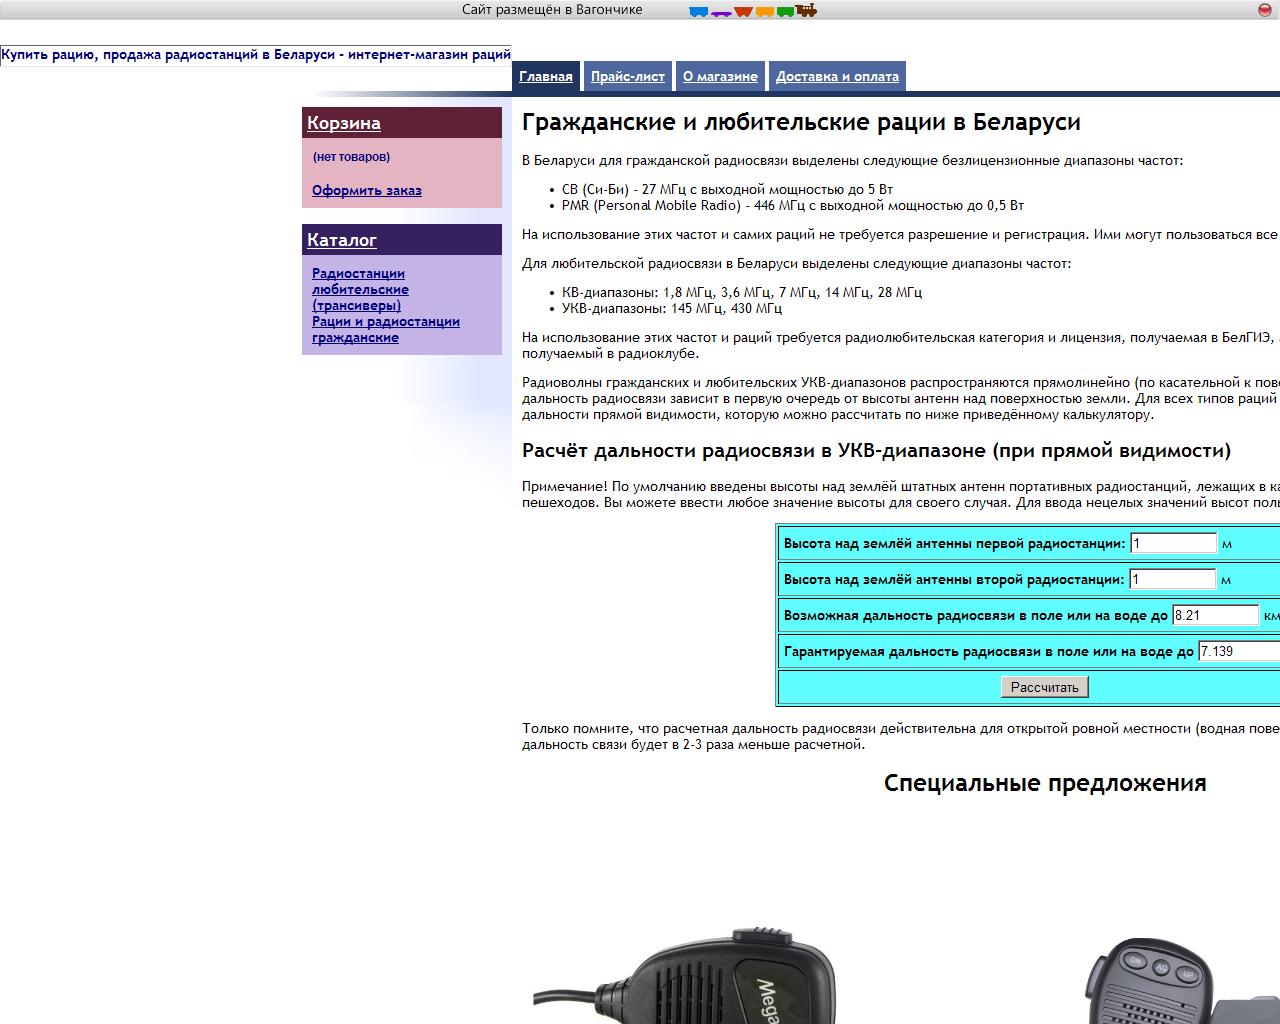 Сайт размещён в Вагончике
Купить рацию, продажа радиостанций в Беларуси - интернет-магазин раций
Главная
Прайс-лист
О магазине
Доставка и оплата
Корзина
(нет товаров)
Оформить заказ
Каталог
Радиостанции
любительские
(трансиверы)
Рации и радиостанции
гражданские
Гражданские и любительские рации в Беларуси
В Беларуси для гражданской радиосвязи выделены следующие безлицензионные диапазоны частот:
• CB (Си-Би) - 27 МГц с выходной мощностью до 5 Вт
• PMR (Personal Mobile Radio) - 446 МГц с выходной мощностью до 0,5 Вт
На использование этих частот и самих раций не требуется разрешение и регистрация. Ими могут пользоваться все
Для любительской радиосвязи в Беларуси выделены следующие диапазоны частот:
• КВ-диапазоны: 1,8 МГц, 3,6 МГц, 7 МГц, 14 МГц, 28 МГц
• УКВ-диапазоны: 145 МГц, 430 МГц
На использование этих частот и раций требуется радиолюбительская категория и лицензия, получаемая в БелГИЭ,
получаемый в радиоклубе.
Радиоволны гражданских и любительских УКВ-диапазонов распространяются прямолинейно (по касательной к пове
дальность радиосвязи зависит в первую очередь от высоты антенн над поверхностью земли. Для всех типов раций
дальности прямой видимости, которую можно рассчитать по ниже приведённому калькулятору.
Расчёт дальности радиосвязи в УКВ-диапазоне (при прямой видимости)
Примечание! По умолчанию введены высоты над землёй штатных антенн портативных радиостанций, лежащих в ка
пешеходов. Вы можете ввести любое значение высоты для своего случая. Для ввода нецелых значений высот поль
Высота над землёй антенны первой радиостанции: 1 м
Высота над землёй антенны второй радиостанции: 1 м
Возможная дальность радиосвязи в поле или на воде до 8.21 км
Гарантируемая дальность радиосвязи в поле или на воде до 7.139
Рассчитать
Только помните, что расчетная дальность радиосвязи действительна для открытой ровной местности (водная пове
дальность связи будет в 2-3 раза меньше расчетной.
Специальные предложения
Mega
DN
AQ
UP